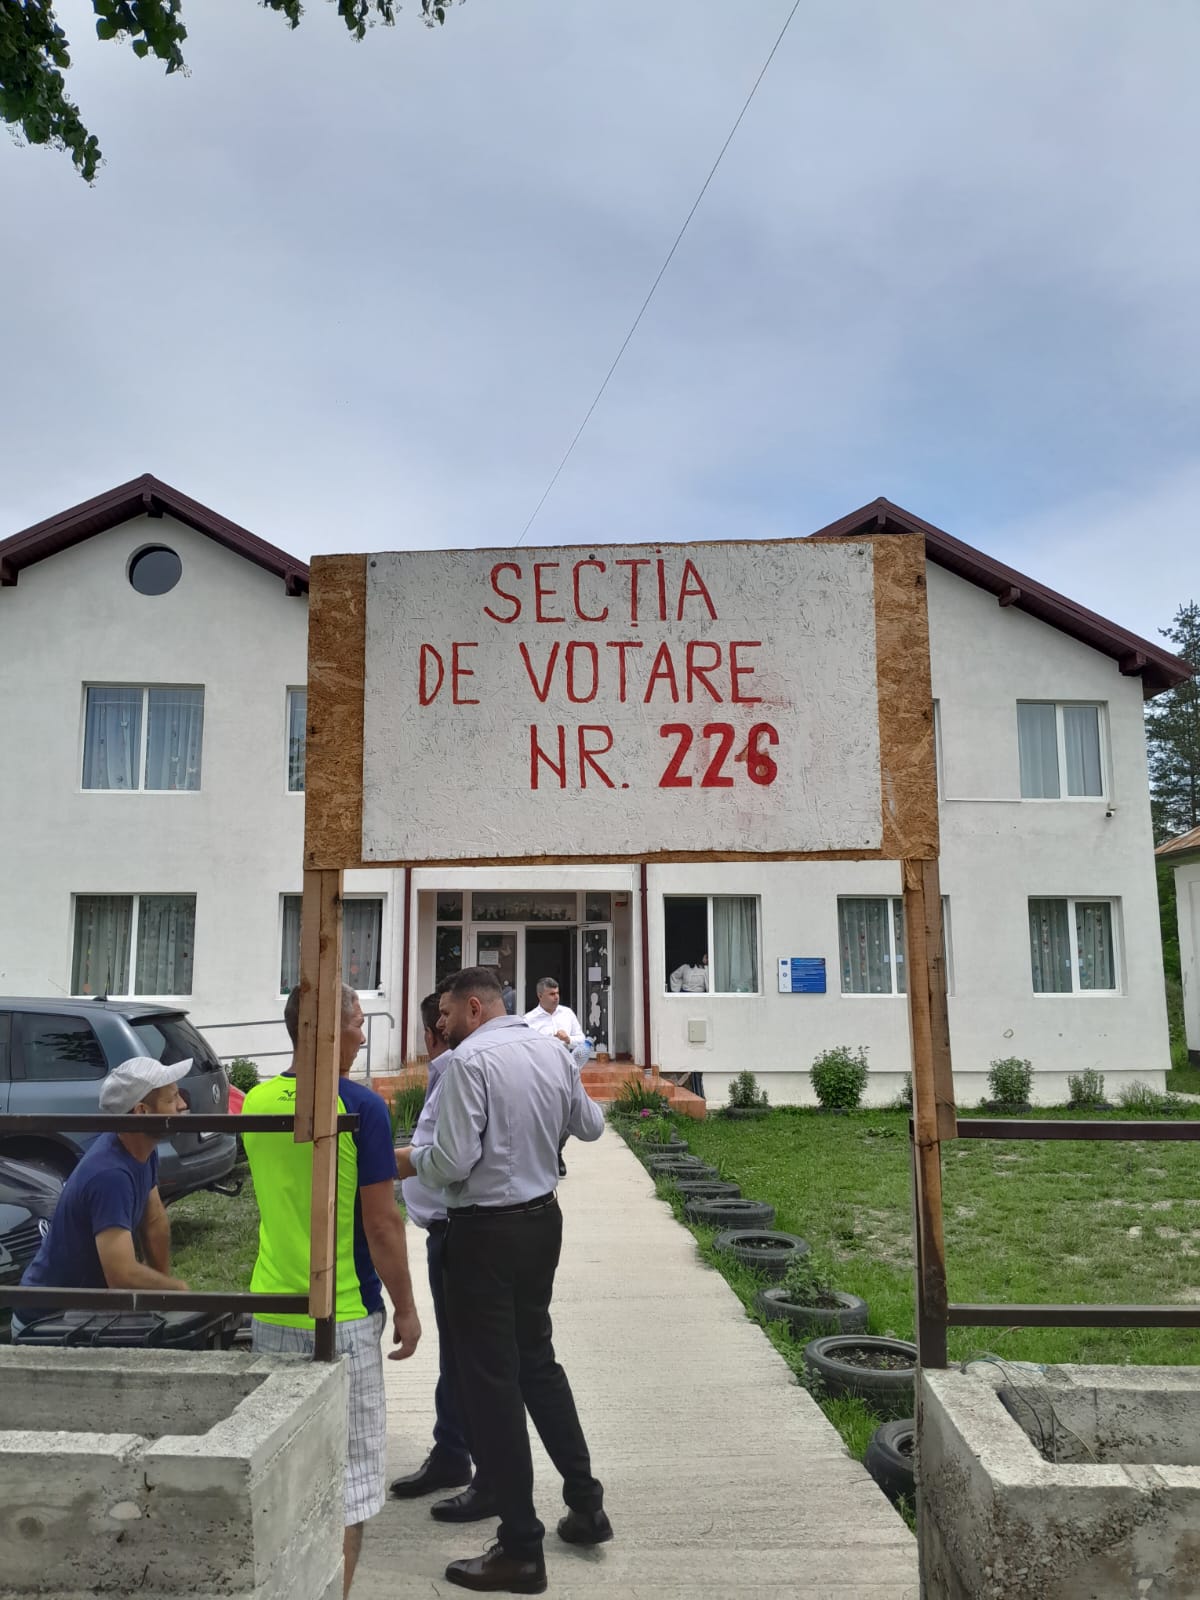 SECȚIA
DE VOTARE
NR. 226